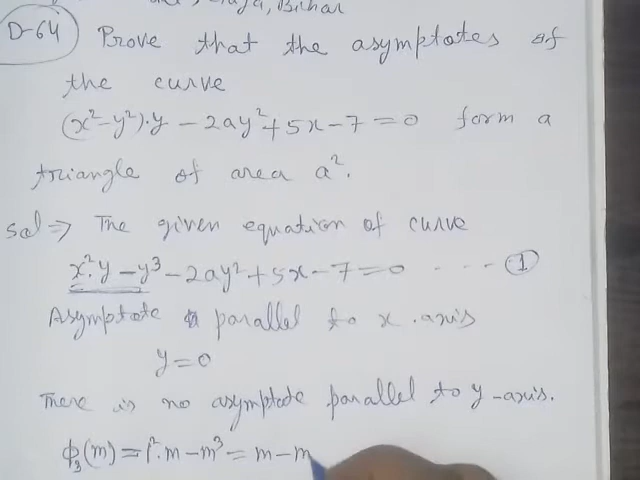 Bihar
D-64 Prove that the asymptotes of
the curve
(x²-y²).y - 2ay² + 5x - 7 = 0 form a
triangle of area a².
Sol ⇒ The given equation of curve
x².y - y³ - 2ay² + 5x - 7 = 0 .... ①
Asymptote parallel to x.axis
y = 0
There is no asymptote parallel to y-axis.
ϕ₃(m) = 1².m - m³ = m - m